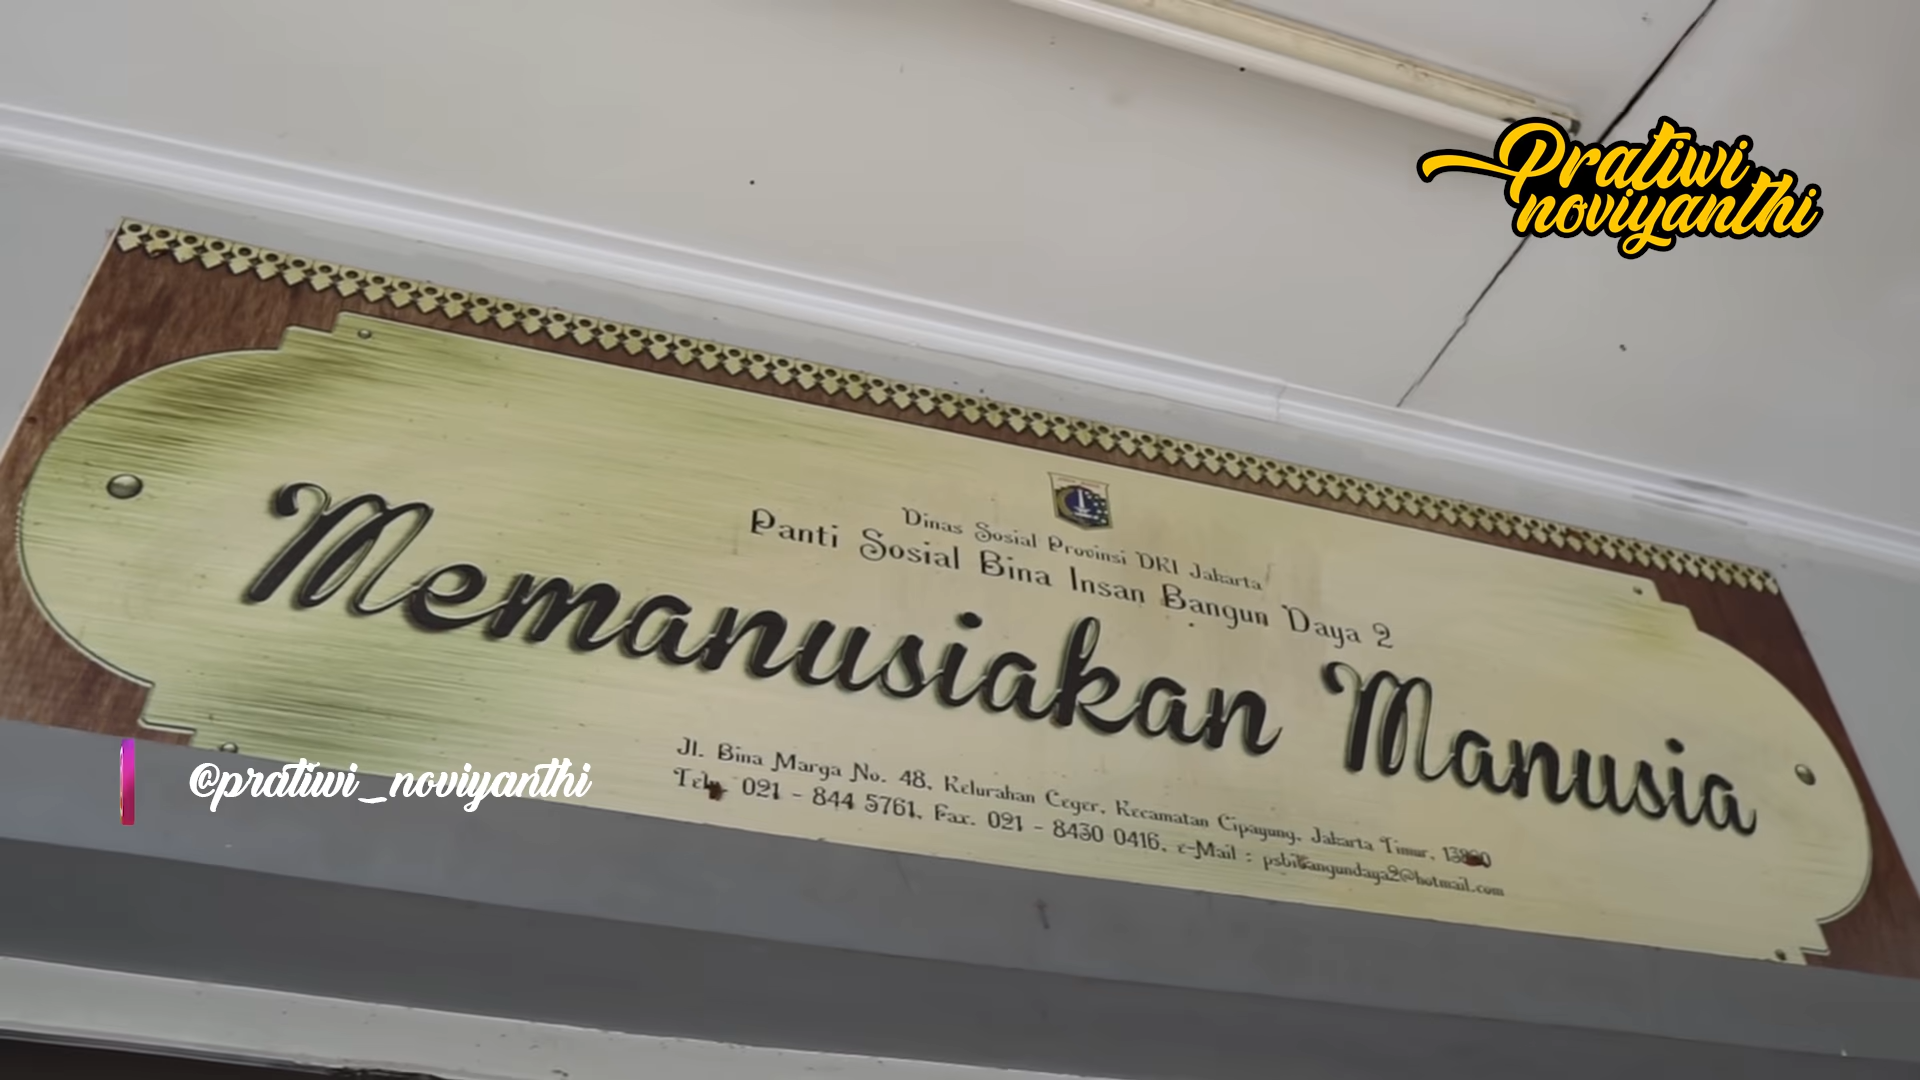 Pratiwi
noviyanthi
Dinas Sosial Provinsi DKI Jakarta
Panti Sosial Bina Insan Bangun Daya 2
Memanusiakan Manusia
Jl. Bina Marga No. 48, Kelurahan Ceger, Kecamatan Cipayung, Jakarta Timur,
Telp. 021 - 844 5761, Fax. 021 - 8430 0416, e-Mail : psbibangundaya2@hotmail.com
@pratiwi_noviyanthi